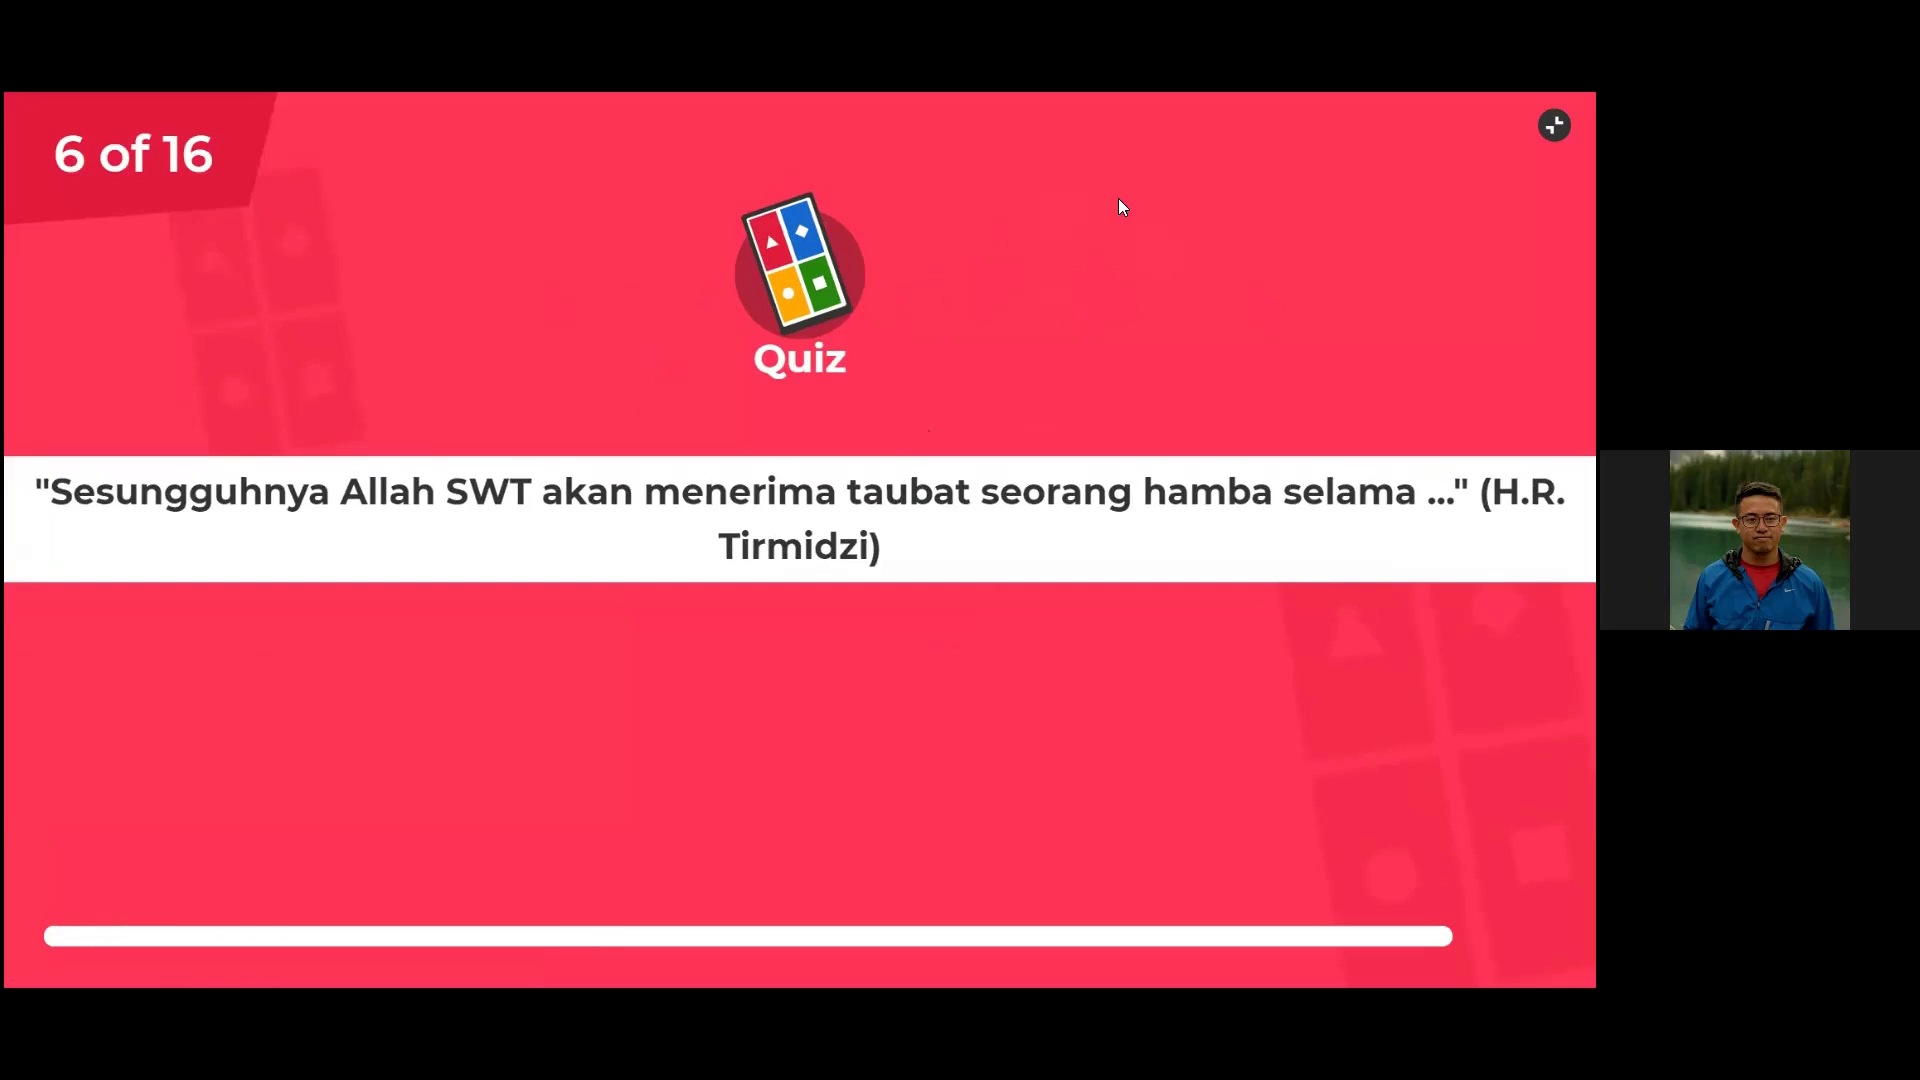 6 of 16
Quiz
"Sesungguhnya Allah SWT akan menerima taubat seorang hamba selama ..." (H.R.
Tirmidzi)